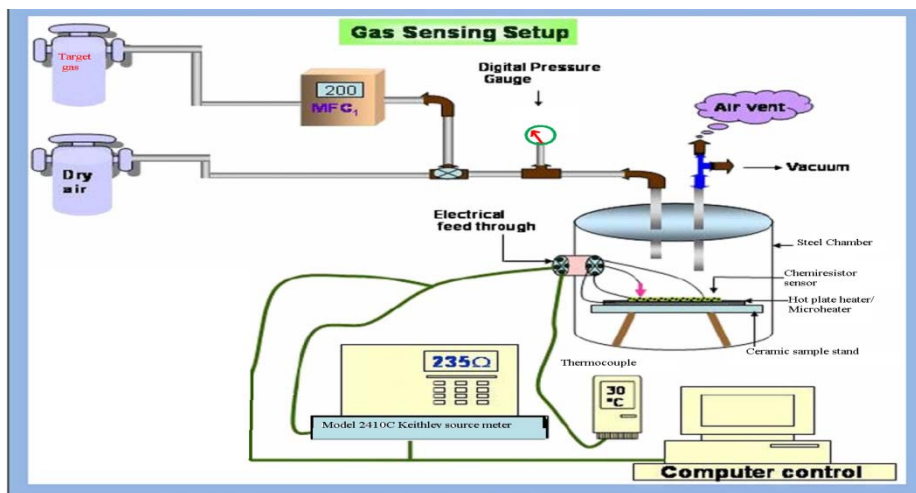 Gas Sensing Setup
Target
gas
200
MFC1
Digital Pressure
Gauge
Air vent
Vacuum
Dry
air
Electrical
feed through
Steel Chamber
Chemiresistor
sensor
Hot plate heater/
Microheater
Ceramic sample stand
Thermocouple
235Ω
30
°C
Model 2410C Keithlev source meter
Computer control